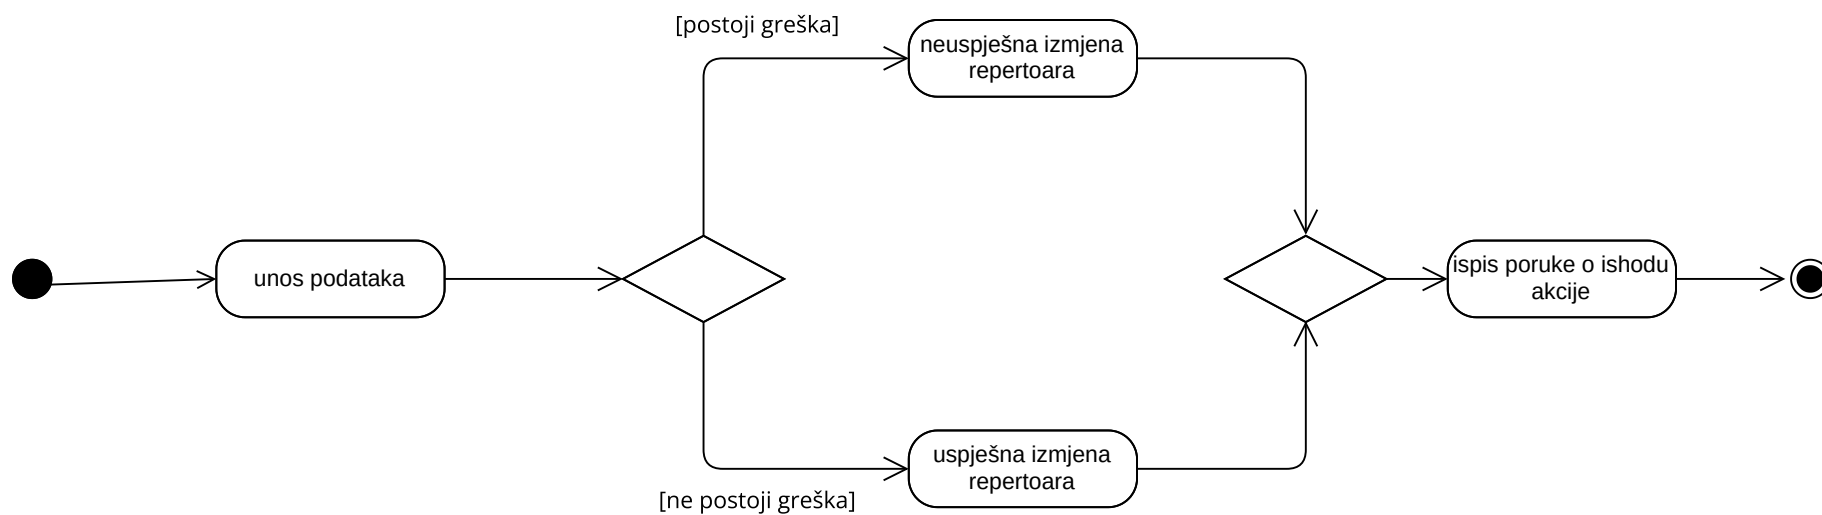 [postoji greška]
neuspješna izmjena
repertoara
unos podataka
ispis poruke o ishodu
akcije
uspješna izmjena
repertoara
[ne postoji greška]